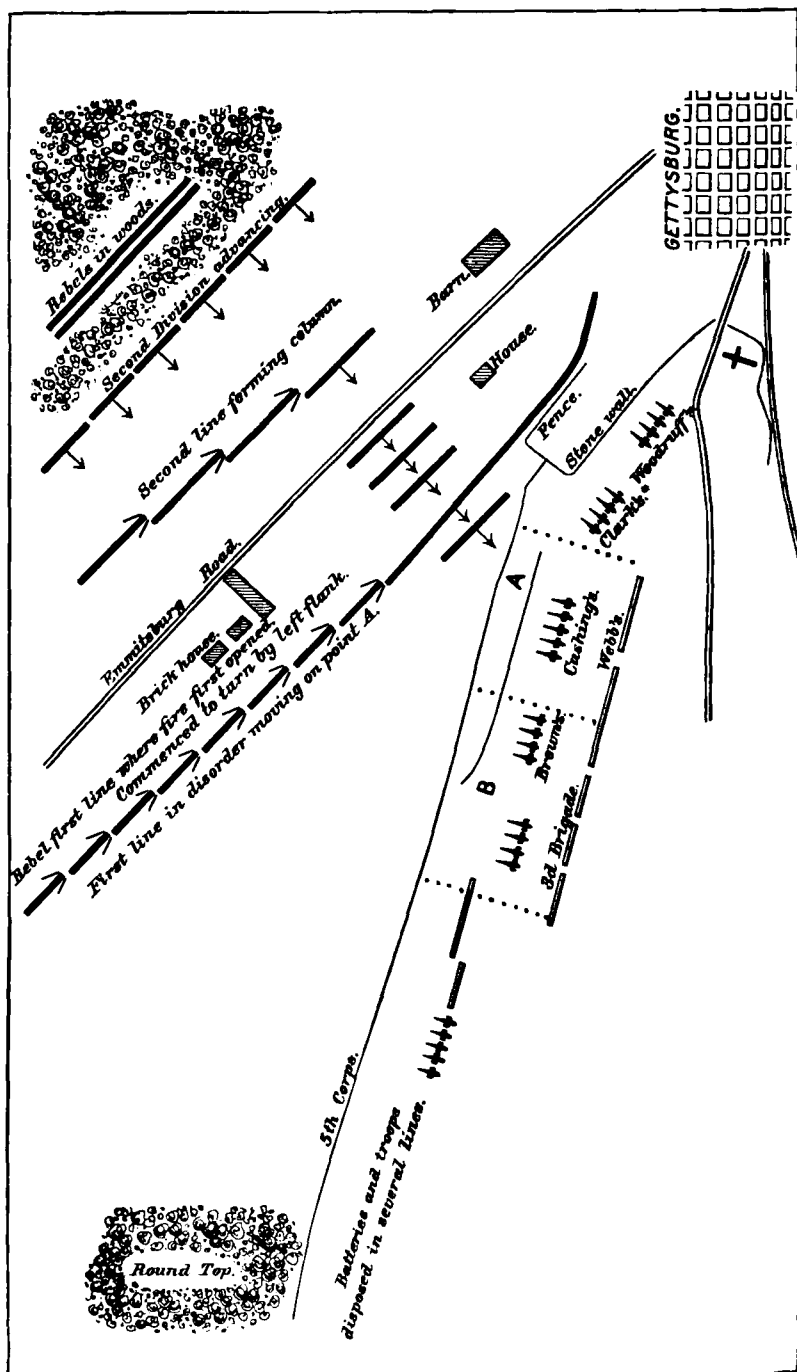 GETTYSBURG.
Rebels in woods.
Second Division advancing.
Second line forming column.
Barn.
House.
Fence.
Stone wall.
Woodruff's
Clark's.
Emmitsburg Road.
Brick house.
Rebel first line where fire first opened.
Commenced to turn by left flank.
First line in disorder moving on point A.
A
Cushing's.
Webb's.
B
Brown's.
3d Brigade.
5th Corps.
Batteries and troops
disposed in several lines.
Round Top.